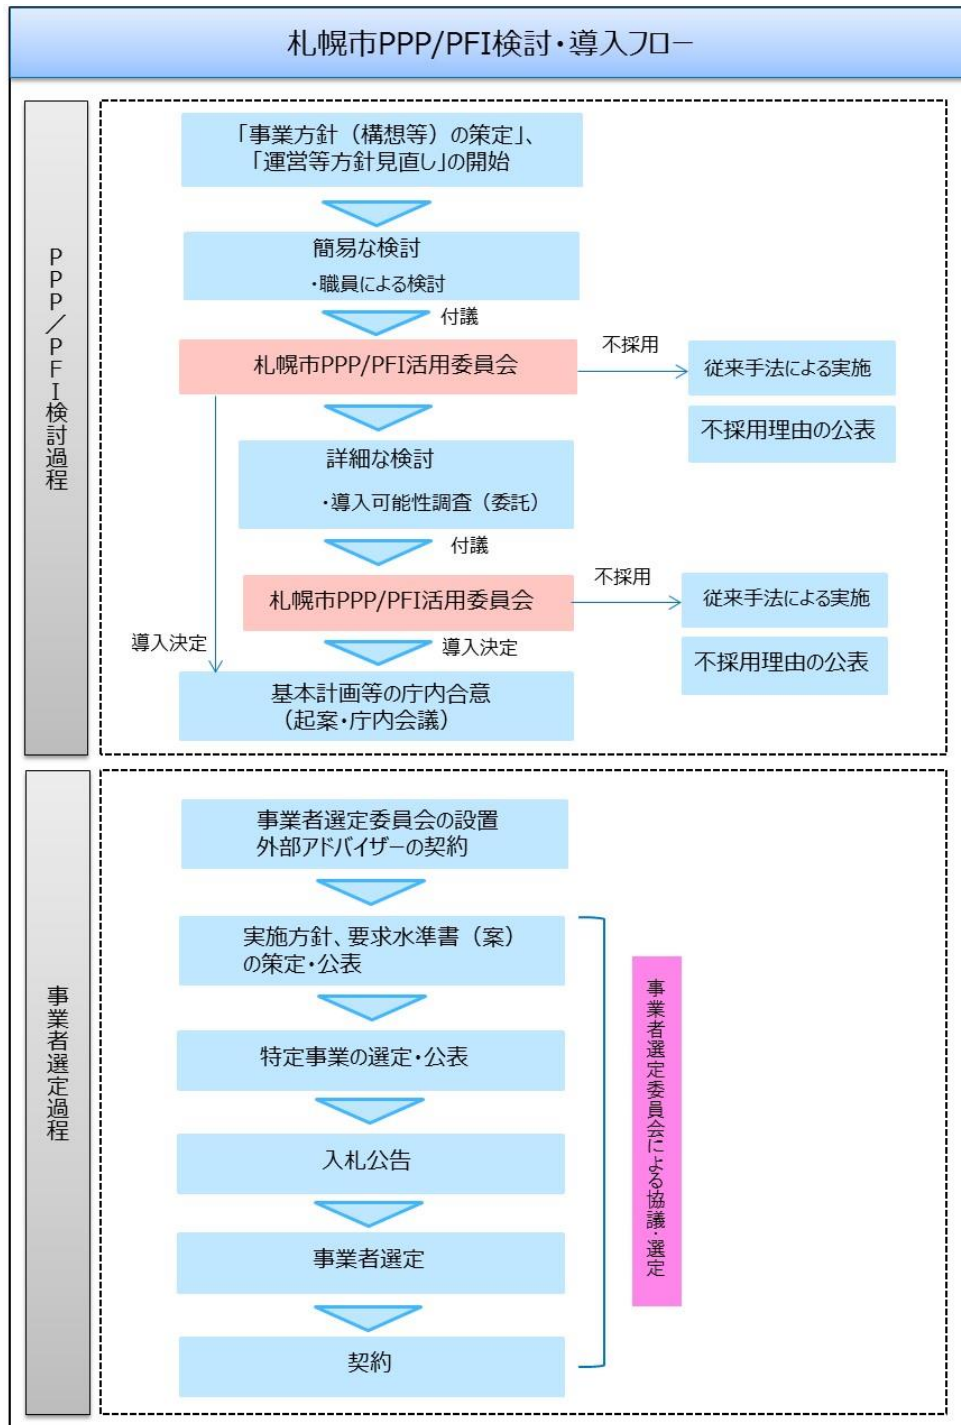 札幌市PPP/PFI検討・導入フロー
PPP/PFI検討過程
「事業方針（構想等）の策定」、
「運営等方針見直し」の開始
簡易な検討
・職員による検討
付議
札幌市PPP/PFI活用委員会
不採用
従来手法による実施
不採用理由の公表
詳細な検討
・導入可能性調査（委託）
付議
札幌市PPP/PFI活用委員会
不採用
従来手法による実施
不採用理由の公表
導入決定
導入決定
基本計画等の庁内合意
（起案・庁内会議）
事業者選定過程
事業者選定委員会の設置
外部アドバイザーの契約
実施方針、要求水準書（案）
の策定・公表
特定事業の選定・公表
入札公告
事業者選定
契約
事業者選定委員会による協議・選定